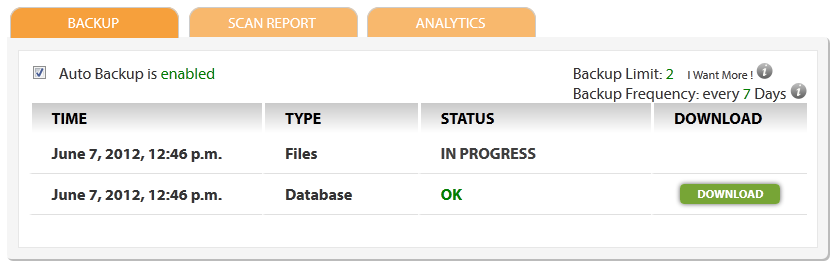 BACKUP SCAN REPORT ANALYTICS
Auto Backup is enabled
Backup Limit: 2 I Want More !
Backup Frequency: every 7 Days
TIME TYPE STATUS DOWNLOAD
June 7, 2012, 12:46 p.m. Files IN PROGRESS
June 7, 2012, 12:46 p.m. Database OK DOWNLOAD